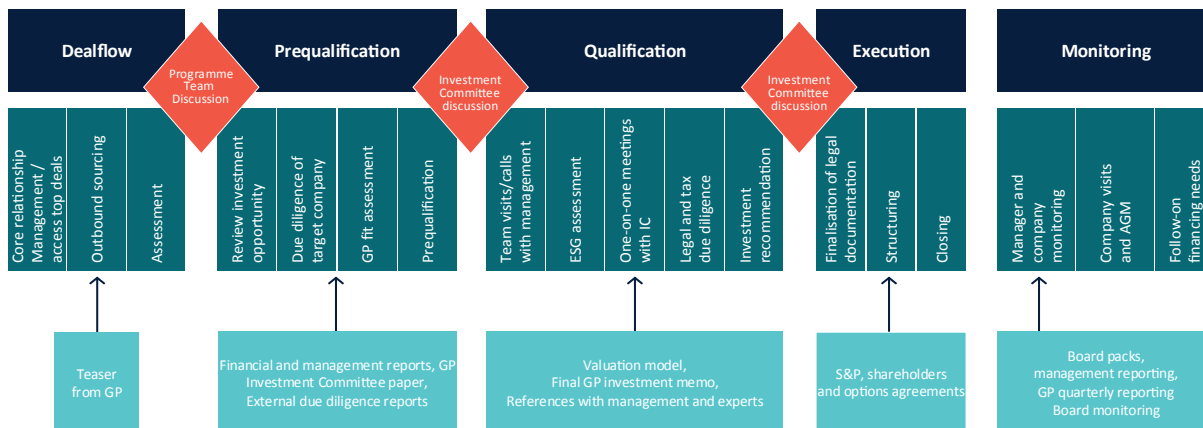 Dealflow
Prequalification
Qualification
Execution
Monitoring
Programme
Team
Discussion
Investment
Committee
discussion
Investment
Committee
discussion
Core relationship
Management /
access top deals
Outbound sourcing
Assessment
Review investment
opportunity
Due diligence of
target company
GP fit assessment
Prequalification
Team visits/calls
with management
ESG assessment
One-on-one meetings
with IC
Legal and tax
due diligence
Investment
recommendation
Finalisation of legal
documentation
Structuring
Closing
Manager and
company
monitoring
Company visits
and AGM
Follow-on
financing needs
Teaser
from GP
Financial and management reports, GP
Investment Committee paper,
External due diligence reports
Valuation model,
Final GP investment memo,
References with management and experts
S&P, shareholders
and options agreements
Board packs,
management reporting,
GP quarterly reporting
Board monitoring